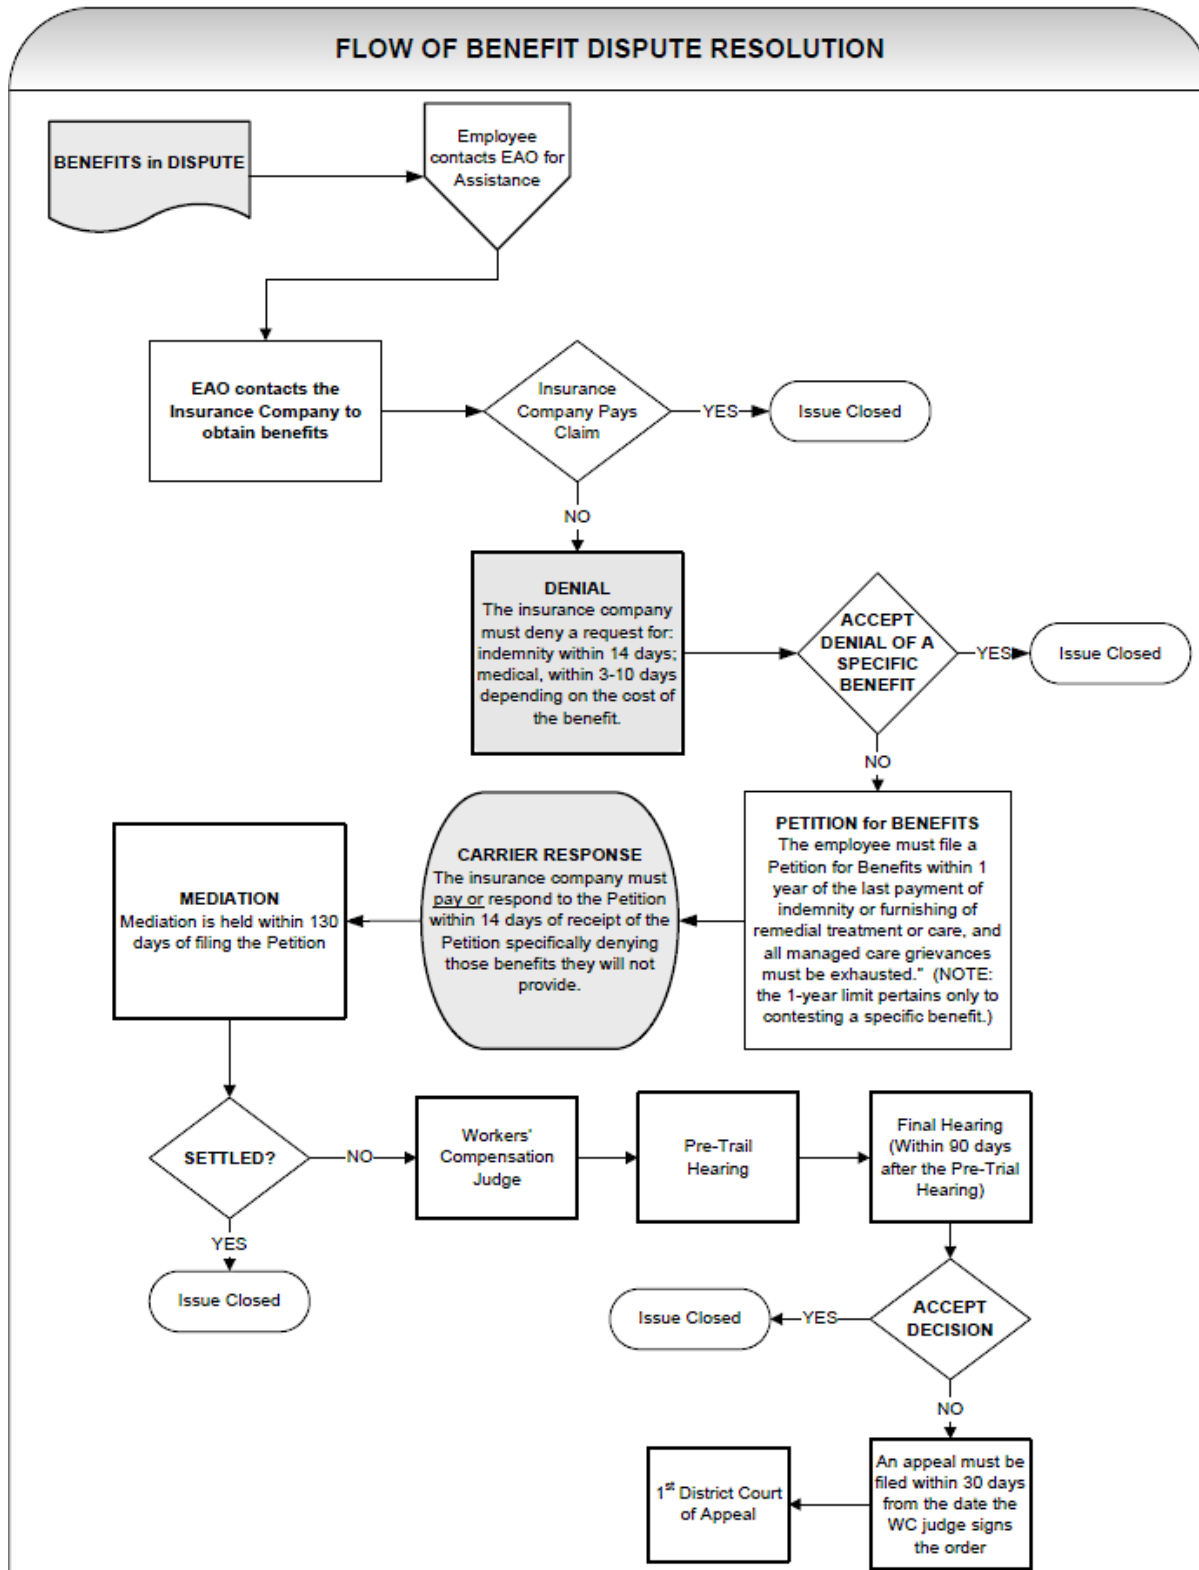 FLOW OF BENEFIT DISPUTE RESOLUTION
BENEFITS in DISPUTE
Employee
contacts EAO for
Assistance
EAO contacts the
Insurance Company to
obtain benefits
Insurance
Company Pays
Claim
YES
Issue Closed
NO
DENIAL
The insurance company
must deny a request for:
indemnity within 14 days;
medical, within 3-10 days
depending on the cost of
the benefit.
ACCEPT
DENIAL OF A
SPECIFIC
BENEFIT
YES
Issue Closed
NO
PETITION for BENEFITS
The employee must file a
Petition for Benefits within 1
year of the last payment of
indemnity or furnishing of
remedial treatment or care, and
all managed care grievances
must be exhausted." (NOTE:
the 1-year limit pertains only to
contesting a specific benefit.)
CARRIER RESPONSE
The insurance company must
pay or respond to the Petition
within 14 days of receipt of the
Petition specifically denying
those benefits they will not
provide.
MEDIATION
Mediation is held within 130
days of filing the Petition
SETTLED?
NO
YES
Issue Closed
Workers'
Compensation
Judge
Pre-Trail
Hearing
Final Hearing
(Within 90 days
after the Pre-Trial
Hearing)
ACCEPT
DECISION
YES
Issue Closed
NO
An appeal must be
filed within 30 days
from the date the
WC judge signs
the order
1st District Court
of Appeal